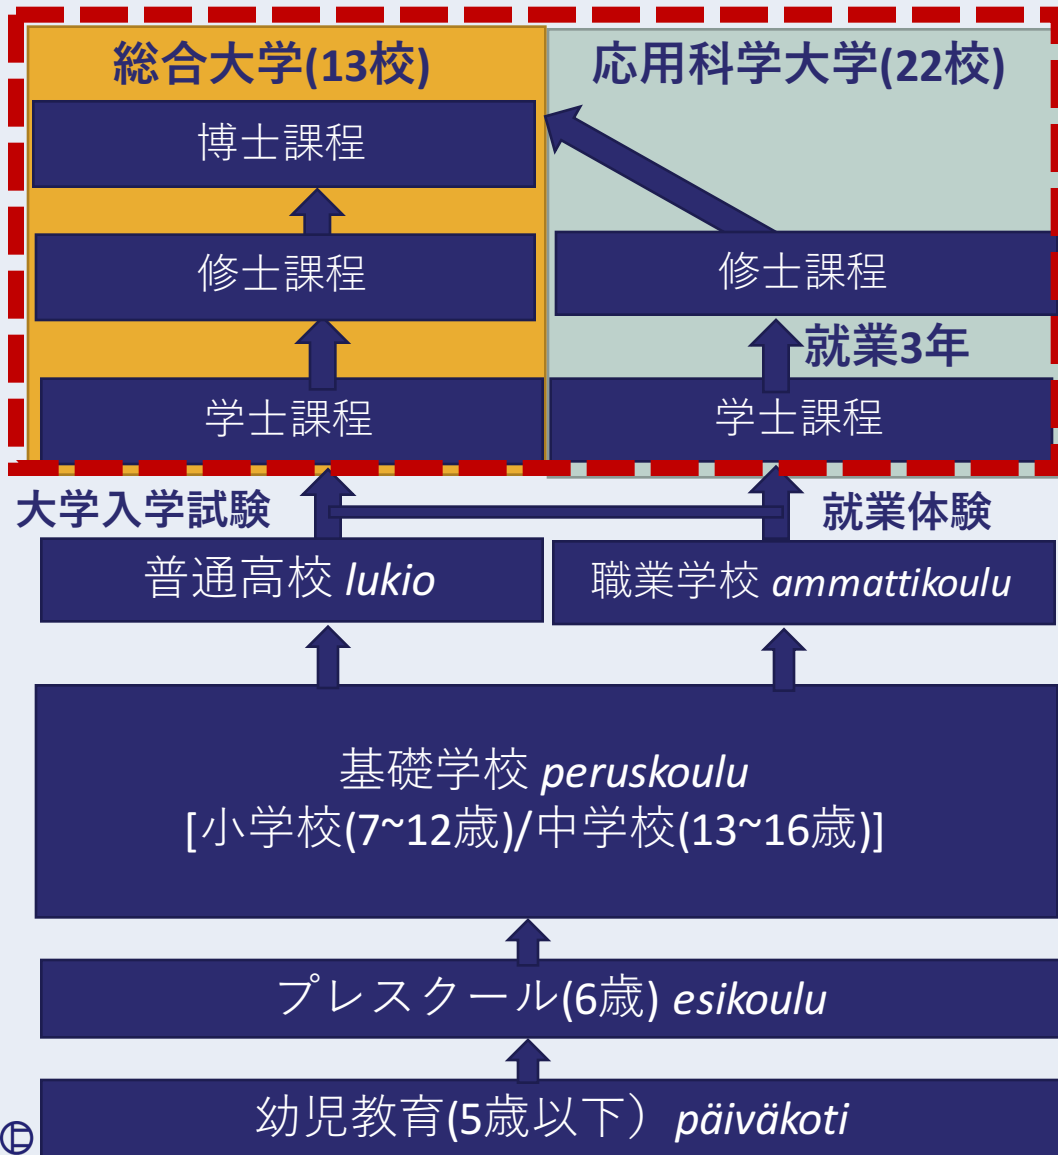 総合大学(13校)
応用科学大学(22校)
博士課程
修士課程
修士課程
就業3年
学士課程
学士課程
大学入学試験
就業体験
普通高校 lukio
職業学校 ammattikoulu
基礎学校 peruskoulu
[小学校(7~12歳)/中学校(13~16歳)]
プレスクール(6歳) esikoulu
幼児教育(5歳以下） päiväkoti